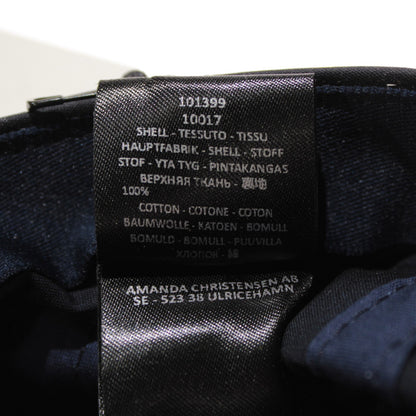 101399
10017
SHELL - TESSUTO - TISSU
HAUPTFABRIK - SHELL - STOFF
STOF - YTA TYG - PINTAKANGAS
ВЕРХНЯЯ ТКАНЬ -
100%
COTTON - COTONE - COTON
BAUMWOLLE - KATOEN - BOMULL
BOMULD - BOMULL - PUUVILLA
ХЛОПОК -
AMANDA CHRISTENSEN AB
SE - 523 38 ULRICEHAMN